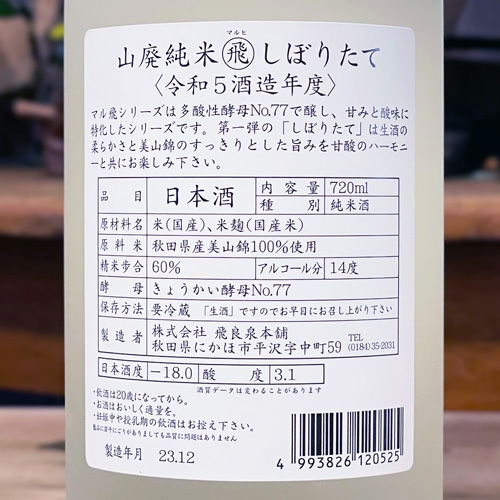 マルヒ
山廃純米飛しぼりたて
〈令和5酒造年度〉
マル飛シリーズは多酸性酵母No.77で醸し、甘みと酸味に
特化したシリーズです。第一弾の「しぼりたて」は生酒の
柔らかさと美山錦のすっきりとした旨みを甘酸のハーモニ
ーと共にお楽しみ下さい。
品目 日本酒 内容量 720ml
種別 純米酒
原材料名 米(国産)、米麹(国産米)
原料米 秋田県産美山錦100%使用
精米歩合 60% アルコール分 14度
酵母 きょうかい酵母No.77
保存方法 要冷蔵 「生酒」ですのでお早目にお召し上がり下さい
製造者 株式会社 飛良泉本舗
秋田県にかほ市平沢字中町59 TEL (0184)35-2031
日本酒度 -18.0 酸度 3.1
酒質データは変わることがあります
・飲酒は20歳になってから。
・お酒はおいしく適量を。
・妊娠中や授乳期の飲酒はお控え下さい。
製品に若干にごりがありましても品質に問題はありません。
製造年月 23.12
4 993826 120525